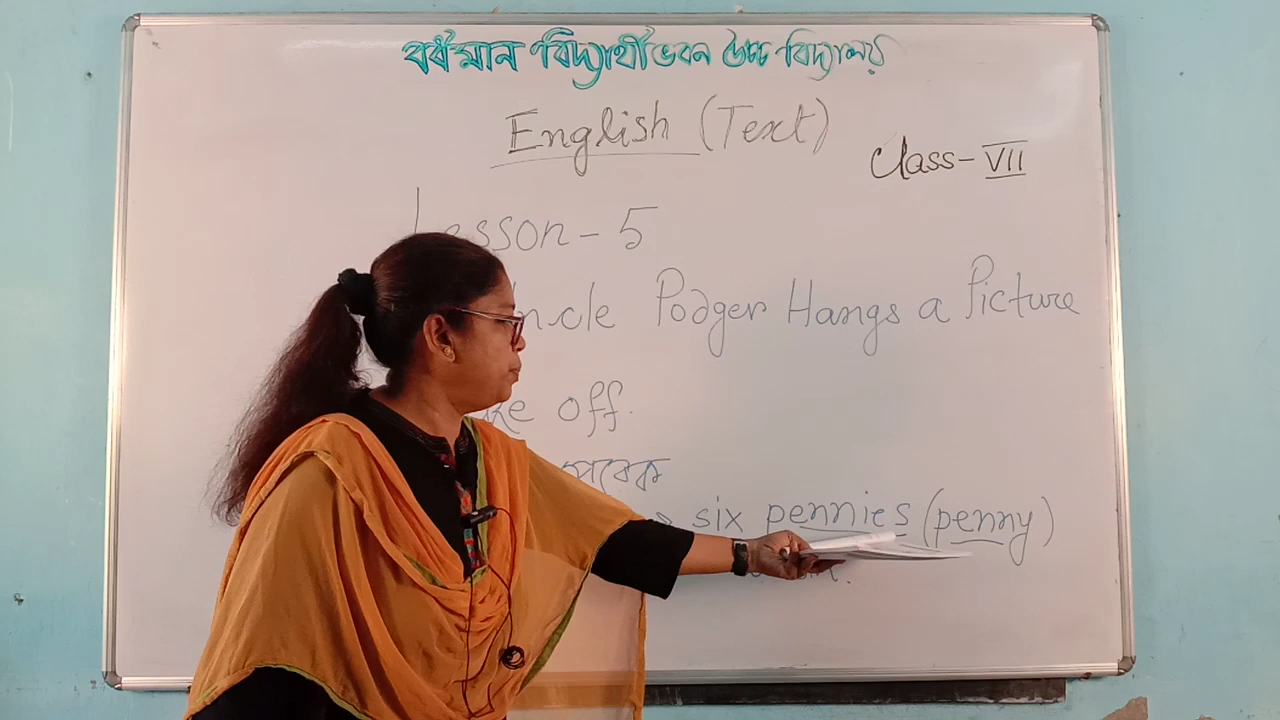 বর্ধমান বিদ্যার্থীভবন উচ্চ বিদ্যালয়
English (Text)
Class - VII
Lesson - 5
Podger Hangs a Picture
off.
six pennies (penny)